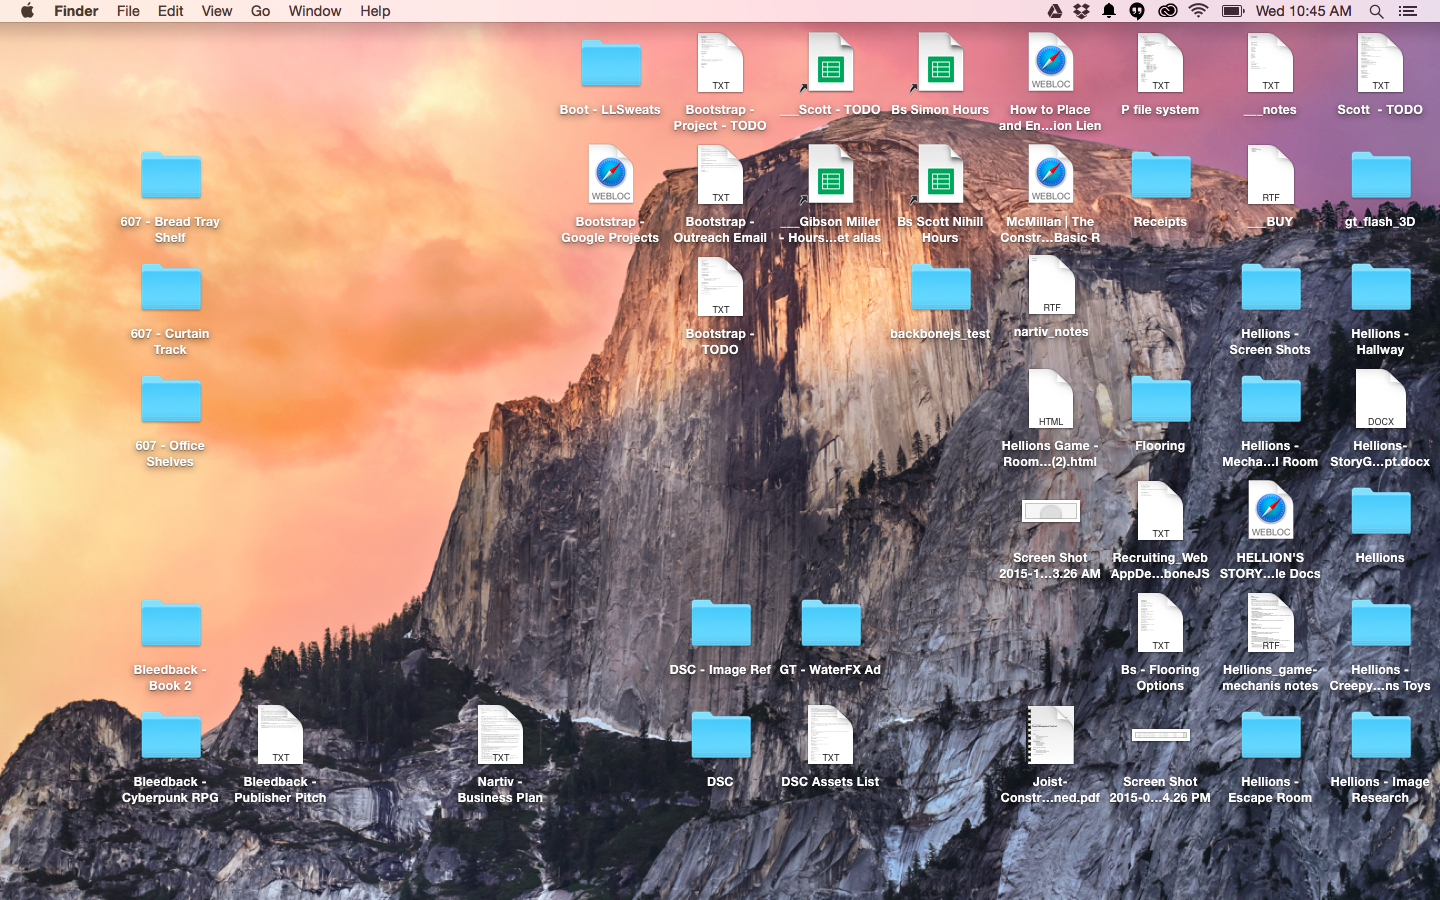 Finder File Edit View Go Window Help Wed 10:45 AM
Boot - LLSweats
TXT
Bootstrap -
Project - TODO
___Scott - TODO
Bs Simon Hours
WEBLOC
How to Place
and En...ion Lien
TXT
P file system
TXT
___notes
TXT
Scott - TODO
607 - Bread Tray
Shelf
WEBLOC
Bootstrap -
Google Projects
TXT
Bootstrap -
Outreach Email
___Gibson Miller
- Hours...et alias
Bs Scott Nihill
Hours
WEBLOC
McMillan | The
Constr...Basic R
Receipts
RTF
___BUY
gt_flash_3D
607 - Curtain
Track
TXT
Bootstrap -
TODO
backbonejs_test
RTF
nartiv_notes
Hellions -
Screen Shots
Hellions -
Hallway
607 - Office
Shelves
HTML
Hellions Game -
Room...(2).html
Flooring
Hellions -
Mecha...l Room
DOCX
Hellions-
StoryG...pt.docx
Screen Shot
2015-1...3.26 AM
TXT
Recruiting_Web
AppDe...boneJS
WEBLOC
HELLION'S
STORY...le Docs
Hellions
Bleedback -
Book 2
DSC - Image Ref
GT - WaterFX Ad
TXT
Bs - Flooring
Options
RTF
Hellions_game-
mechanis notes
Hellions -
Creepy...ns Toys
Bleedback -
Cyberpunk RPG
TXT
Bleedback -
Publisher Pitch
TXT
Nartiv -
Business Plan
DSC
TXT
DSC Assets List
Joist-
Constr...ned.pdf
Screen Shot
2015-0...4.26 PM
Hellions -
Escape Room
Hellions - Image
Research